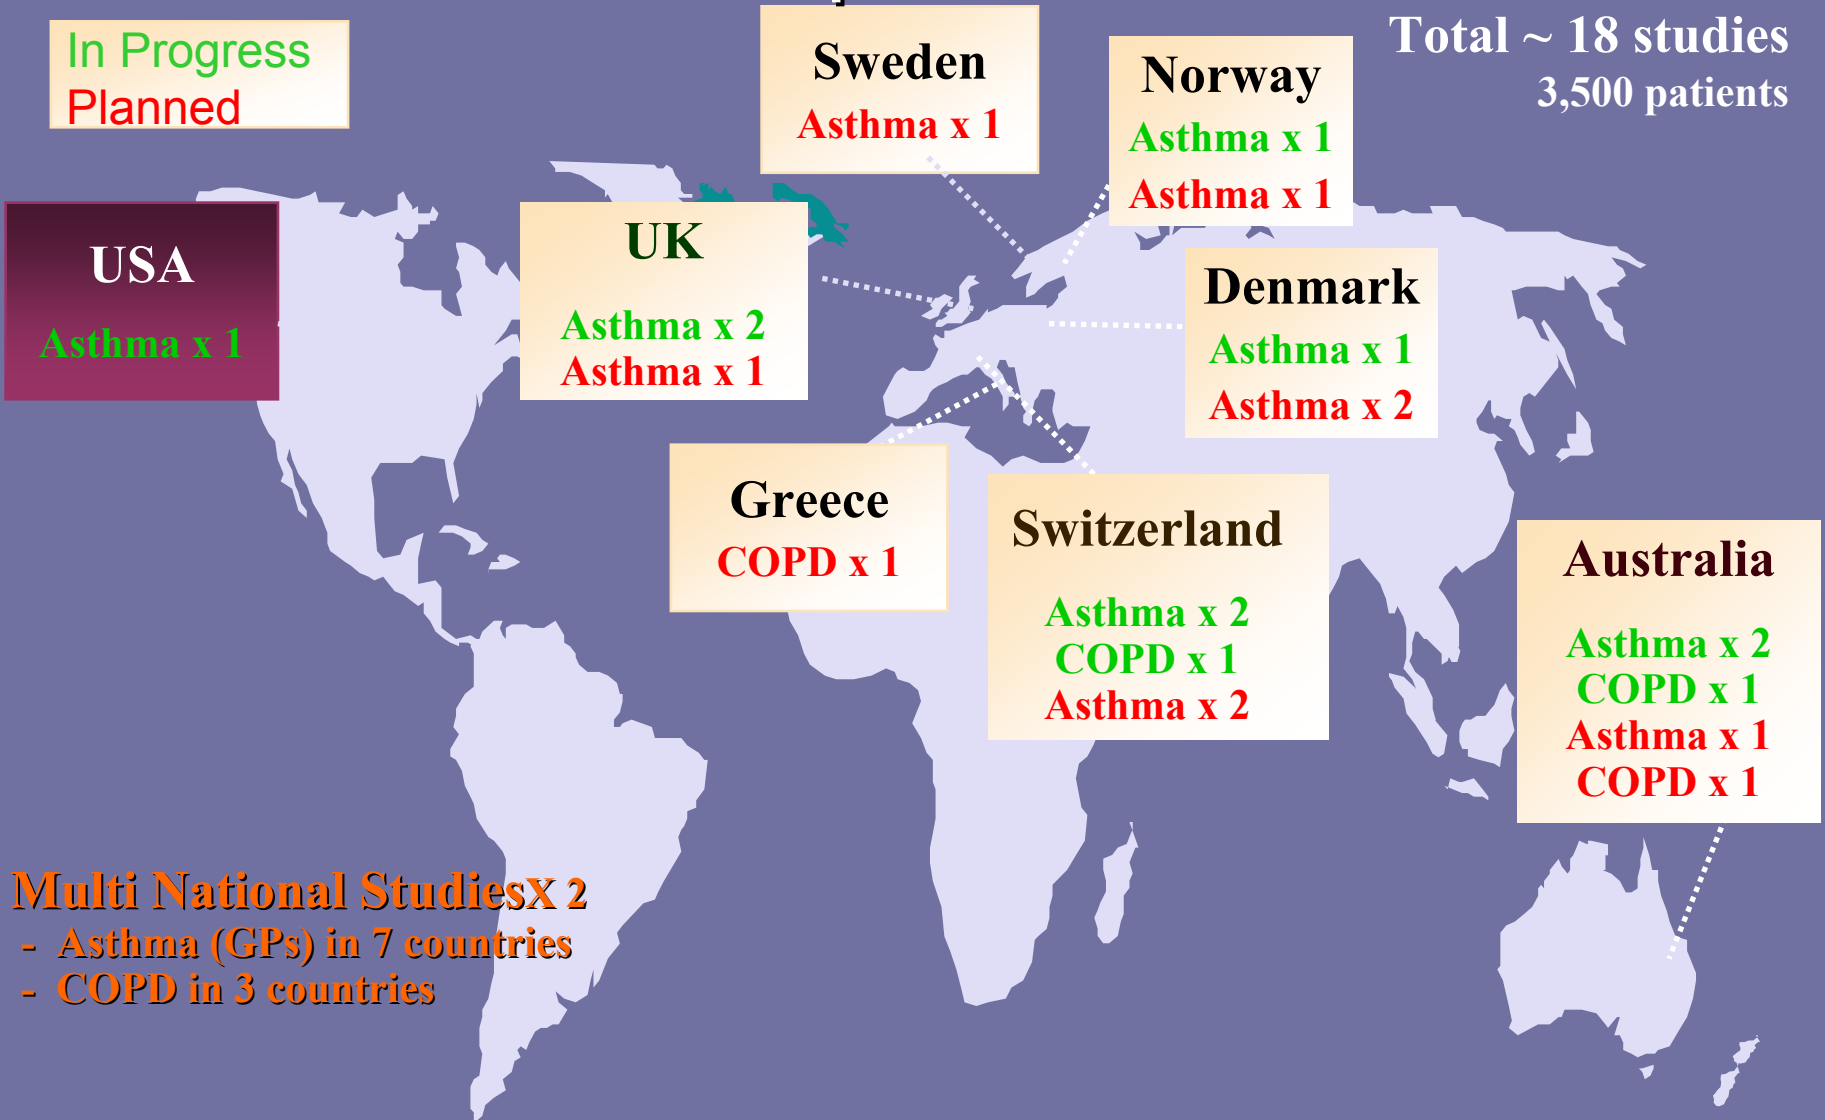 In Progress
Planned
Total ~ 18 studies
3,500 patients
Sweden
Asthma x 1
Norway
Asthma x 1
Asthma x 1
USA
Asthma x 1
UK
Asthma x 2
Asthma x 1
Denmark
Asthma x 1
Asthma x 2
Greece
COPD x 1
Switzerland
Asthma x 2
COPD x 1
Asthma x 2
Australia
Asthma x 2
COPD x 1
Asthma x 1
COPD x 1
Multi National StudiesX 2
- Asthma (GPs) in 7 countries
- COPD in 3 countries